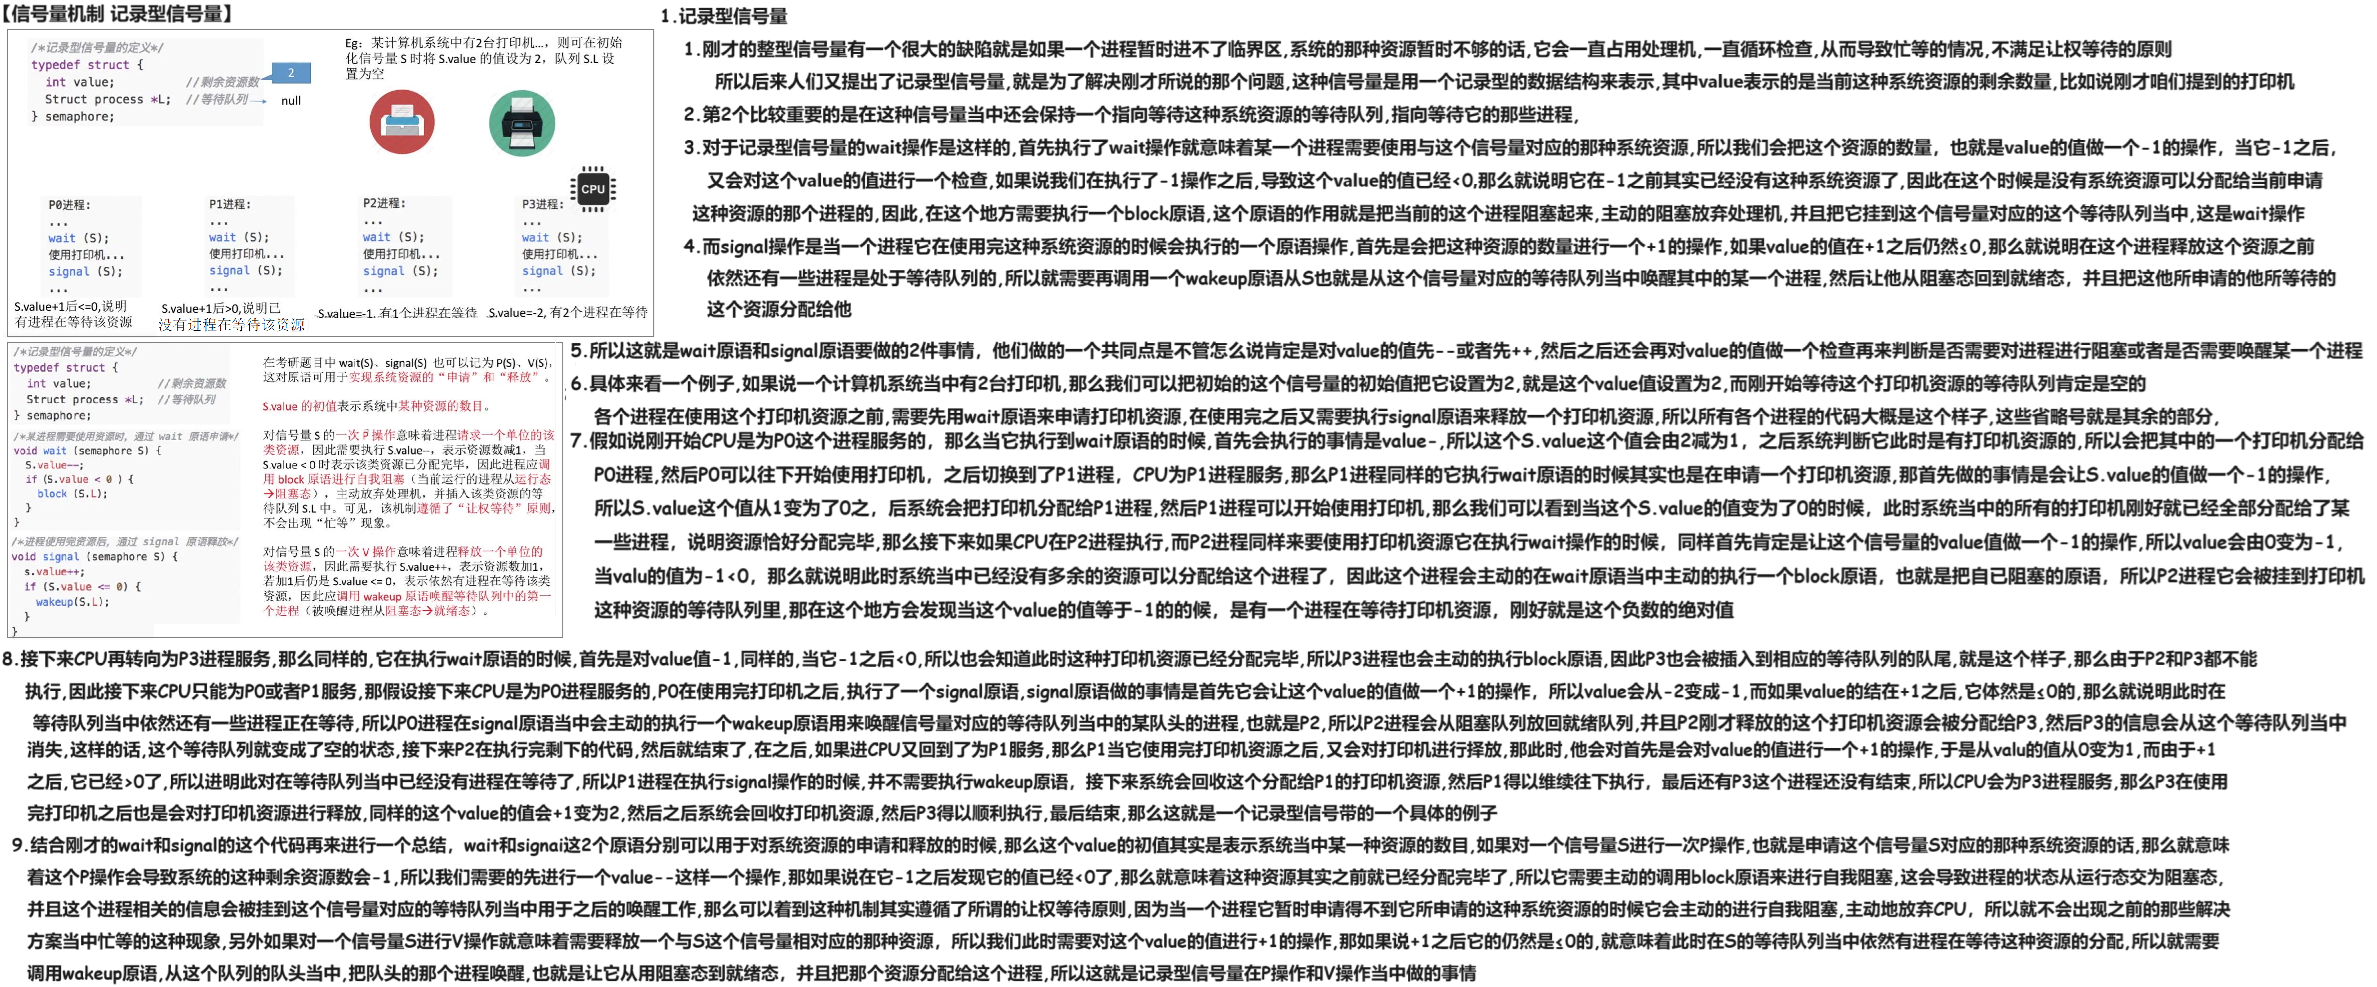 【信号量机制 记录型信号量】
/*记录型信号量的定义*/
typedef struct {
int value; //剩余资源数
Struct process *L; //等待队列
} semaphore;
2
null
Eg：某计算机系统中有2台打印机...，则可在初始
化信号量 S 时将 S.value 的值设为 2，队列 S.L 设
置为空
CPU
P0进程:
...
wait (S);
使用打印机...
signal (S);
...
P1进程:
...
wait (S);
使用打印机...
signal (S);
...
P2进程:
...
wait (S);
使用打印机...
signal (S);
...
P3进程:
...
wait (S);
使用打印机...
signal (S);
...
S.value+1后<=0,说明
有进程在等待该资源
S.value+1后>0,说明已
没有进程在等待该资源
S.value=-1. 有1个进程在等待
S.value=-2, 有2个进程在等待
1.记录型信号量
1.刚才的整型信号量有一个很大的缺陷就是如果一个进程暂时进不了临界区,系统的那种资源暂时不够的话,它会一直占用处理机,一直循环检查,从而导致忙等的情况,不满足让权等待的原则
所以后来人们又提出了记录型信号量,就是为了解决刚才所说的那个问题,这种信号量是用一个记录型的数据结构来表示,其中value表示的是当前这种系统资源的剩余数量,比如说刚才咱们提到的打印机
2.第2个比较重要的是在这种信号量当中还会保持一个指向等待这种系统资源的等待队列,指向等待它的那些进程,
3.对于记录型信号量的wait操作是这样的,首先执行了wait操作就意味着某一个进程需要使用与这个信号量对应的那种系统资源,所以我们会把这个资源的数量，也就是value的值做一个-1的操作，当它-1之后，
又会对这个value的值进行一个检查,如果说我们在执行了-1操作之后,导致这个value的值已经<0,那么就说明它在-1之前其实已经没有这种系统资源了,因此在这个时候是没有系统资源可以分配给当前申请
这种资源的那个进程的,因此,在这个地方需要执行一个block原语,这个原语的作用就是把当前的这个进程阻塞起来,主动的阻塞放弃处理机,并且把它挂到这个信号量对应的这个等待队列当中,这是wait操作
4.而signal操作是当一个进程它在使用完这种系统资源的时候会执行的一个原语操作,首先是会把这种资源的数量进行一个+1的操作,如果value的值在+1之后仍然≤0,那么就说明在这个进程释放这个资源之前
依然还有一些进程是处于等待队列的,所以就需要再调用一个wakeup原语从S也就是从这个信号量对应的等待队列当中唤醒其中的某一个进程,然后让他从阻塞态回到就绪态，并且把这他所申请的他所等待的
这个资源分配给他
/*记录型信号量的定义*/
typedef struct {
int value; //剩余资源数
Struct process *L; //等待队列
} semaphore;
/*某进程需要使用资源时，通过 wait 原语申请*/
void wait (semaphore S) {
S.value--;
if (S.value < 0 ) {
block (S.L);
}
}
/*进程使用完资源后，通过 signal 原语释放*/
void signal (semaphore S) {
s.value++;
if (S.value <= 0) {
wakeup(S.L);
}
}
在考研题目中 wait(S)、signal(S) 也可以记为 P(S)、V(S)，
这对原语可用于实现系统资源的“申请”和“释放”。
S.value 的初值表示系统中某种资源的数目。
对信号量 S 的一次 P 操作意味着进程请求一个单位的该
类资源，因此需要执行 S.value--，表示资源数减1，当
S.value < 0 时表示该类资源已分配完毕，因此进程应调
用 block 原语进行自我阻塞（当前运行的进程从运行态
→阻塞态），主动放弃处理机，并插入该类资源的等
待队列 S.L 中。可见，该机制遵循了“让权等待”原则，
不会出现“忙等”现象。
对信号量 S 的一次 V 操作意味着进程释放一个单位的
该类资源，因此需要执行 S.value++，表示资源数加1，
若加1后仍是 S.value <= 0，表示依然有进程在等待该类
资源，因此应调用 wakeup 原语唤醒等待队列中的第一
个进程（被唤醒进程从阻塞态→就绪态）。
5.所以这就是wait原语和signal原语要做的2件事情，他们做的一个共同点是不管怎么说肯定是对value的值先--或者先++,然后之后还会再对value的值做一个检查再来判断是否需要对进程进行阻塞或者是否需要唤醒某一个进程
6.具体来看一个例子,如果说一个计算机系统当中有2台打印机,那么我们可以把初始的这个信号量的初始值把它设置为2,就是这个value值设置为2,而刚开始等待这个打印机资源的等待队列肯定是空的
各个进程在使用这个打印机资源之前,需要先用wait原语来申请打印机资源,在使用完之后又需要执行signal原语来释放一个打印机资源,所以所有各个进程的代码大概是这个样子,这些省略号就是其余的部分,
7.假如说刚开始CPU是为P0这个进程服务的，那么当它执行到wait原语的时候,首先会执行的事情是value-,所以这个S.value这个值会由2减为1，之后系统判断它此时是有打印机资源的,所以会把其中的一个打印机分配给
P0进程,然后P0可以往下开始使用打印机，之后切换到了P1进程，CPU为P1进程服务,那么P1进程同样的它执行wait原语的时候其实也是在申请一个打印机资源,那首先做的事情是会让S.value的值做一个-1的操作，
所以S.value这个值从1变为了0之，后系统会把打印机分配给P1进程,然后P1进程可以开始使用打印机,那么我们可以看到当这个S.value的值变为了0的时候，此时系统当中的所有的打印机刚好就已经全部分配给了某
一些进程，说明资源恰好分配完毕,那么接下来如果CPU在P2进程执行,而P2进程同样来要使用打印机资源它在执行wait操作的时候，同样首先肯定是让这个信号量的value值做一个-1的操作,所以value会由0变为-1,
当valu的值为-1<0，那么就说明此时系统当中已经没有多余的资源可以分配给这个进程了，因此这个进程会主动的在wait原语当中主动的执行一个block原语，也就是把自已阻塞的原语，所以P2进程它会被挂到打印机
这种资源的等待队列里,那在这个地方会发现当这个value的值等于-1的的候，是有一个进程在等待打印机资源，刚好就是这个负数的绝对值
8.接下来CPU再转向为P3进程服务,那么同样的,它在执行wait原语的时候,首先是对value值-1,同样的,当它-1之后<0,所以也会知道此时这种打印机资源已经分配完毕,所以P3进程也会主动的执行block原语,因此P3也会被插入到相应的等待队列的队尾,就是这个样子,那么由于P2和P3都不能
执行,因此接下来CPU只能为P0或者P1服务,那假设接下来CPU是为P0进程服务的,P0在使用完打印机之后,执行了一个signal原语,signal原语做的事情是首先它会让这个value的值做一个+1的操作，所以value会从-2变成-1,而如果value的结在+1之后,它体然是≤0的,那么就说明此时在
等待队列当中依然还有一些进程正在等待,所以P0进程在signal原语当中会主动的执行一个wakeup原语用来唤醒信号量对应的等待队列当中的某队头的进程,也就是P2,所以P2进程会从阻塞队列放回就绪队列,并且P2刚才释放的这个打印机资源会被分配给P3,然后P3的信息会从这个等待队列当中
消失,这样的话,这个等待队列就变成了空的状态,接下来P2在执行完剩下的代码,然后就结束了,在之后,如果进CPU又回到了为P1服务,那么P1当它使用完打印机资源之后,又会对打印机进行择放,那此时,他会对首先是会对value的值进行一个+1的操作,于是从valu的值从0变为1,而由于+1
之后,它已经>0了,所以进明此对在等待队列当中已经没有进程在等待了,所以P1进程在执行signal操作的时候,并不需要执行wakeup原语，接下来系统会回收这个分配给P1的打印机资源,然后P1得以维续往下执行，最后还有P3这个进程还没有结束,所以CPU会为P3进程服务,那么P3在使用
完打印机之后也是会对打印机资源进行释放,同样的这个value的值会+1变为2,然后之后系统会回收打印机资源,然后P3得以顺利执行,最后结束,那么这就是一个记录型信号带的一个具体的例子
9.结合刚才的wait和signal的这个代码再来进行一个总结，wait和signai这2个原语分别可以用于对系统资源的申请和释放的时候,那么这个value的初值其实是表示系统当中某一种资源的数目,如果对一个信号量S进行一次P操作,也就是申请这个信号量S对应的那种系统资源的话,那么就意味
着这个P操作会导致系统的这种剩余资源数会-1,所以我们需要的先进行一个value--这样一个操作,那如果说在它-1之后发现它的值已经<0了,那么就意味着这种资源其实之前就已经分配完毕了,所以它需要主动的调用block原语来进行自我阻塞,这会导致进程的状态从运行态交为阻塞态,
并且这个进程相关的信息会被挂到这个信号量对应的等特队列当中用于之后的唤醒工作,那么可以着到这种机制其实遵循了所谓的让权等待原则,因为当一个进程它暂时申请得不到它所申请的这种系统资源的时候它会主动的进行自我阻塞,主动地放弃CPU，所以就不会出现之前的那些解决
方案当中忙等的这种现象,另外如果对一个信号量S进行V操作就意味着需要释放一个与S这个信号量相对应的那种资源，所以我们此时需要对这个value的值进行+1的操作,那如果说+1之后它的仍然是≤0的,就意味着此时在S的等待队列当中依然有进程在等待这种资源的分配,所以就需要
调用wakeup原语,从这个队列的队头当中,把队头的那个进程唤醒,也就是让它从用阻塞态到就绪态，并且把那个资源分配给这个进程,所以这就是记录型信号量在P操作和V操作当中做的事情